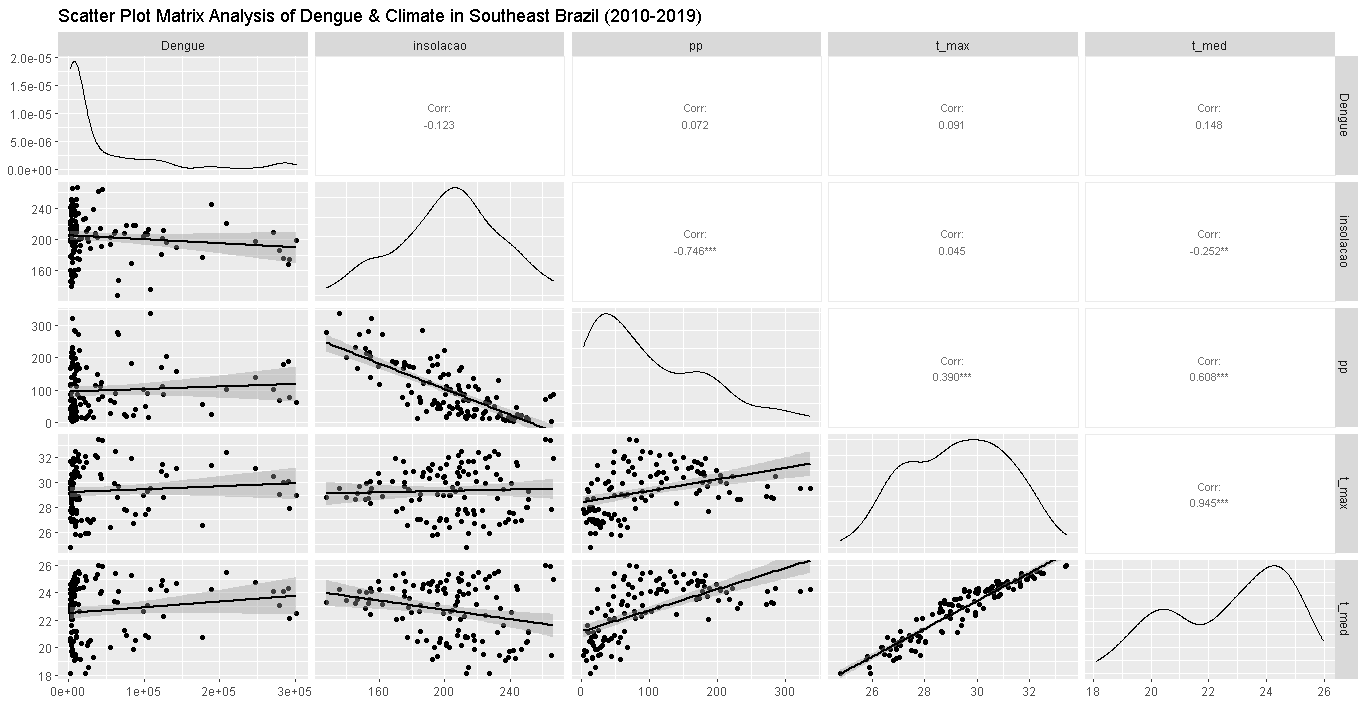 Scatter Plot Matrix Analysis of Dengue & Climate in Southeast Brazil (2010-2019)
Dengue
insolacao
pp
t_max
t_med
2.0e-05
1.5e-05
1.0e-05
5.0e-06
0.0e+00
Corr:
-0.123
Corr:
0.072
Corr:
0.091
Corr:
0.148
Dengue
240
200
160
Corr:
-0.746***
Corr:
0.045
Corr:
-0.252**
insolacao
300
200
100
0
Corr:
0.390***
Corr:
0.608***
pp
32
30
28
26
Corr:
0.945***
t_max
26
24
22
20
18
t_med
0e+00 1e+05 2e+05 3e+05
160 200 240
0 100 200 300
26 28 30 32
18 20 22 24 26